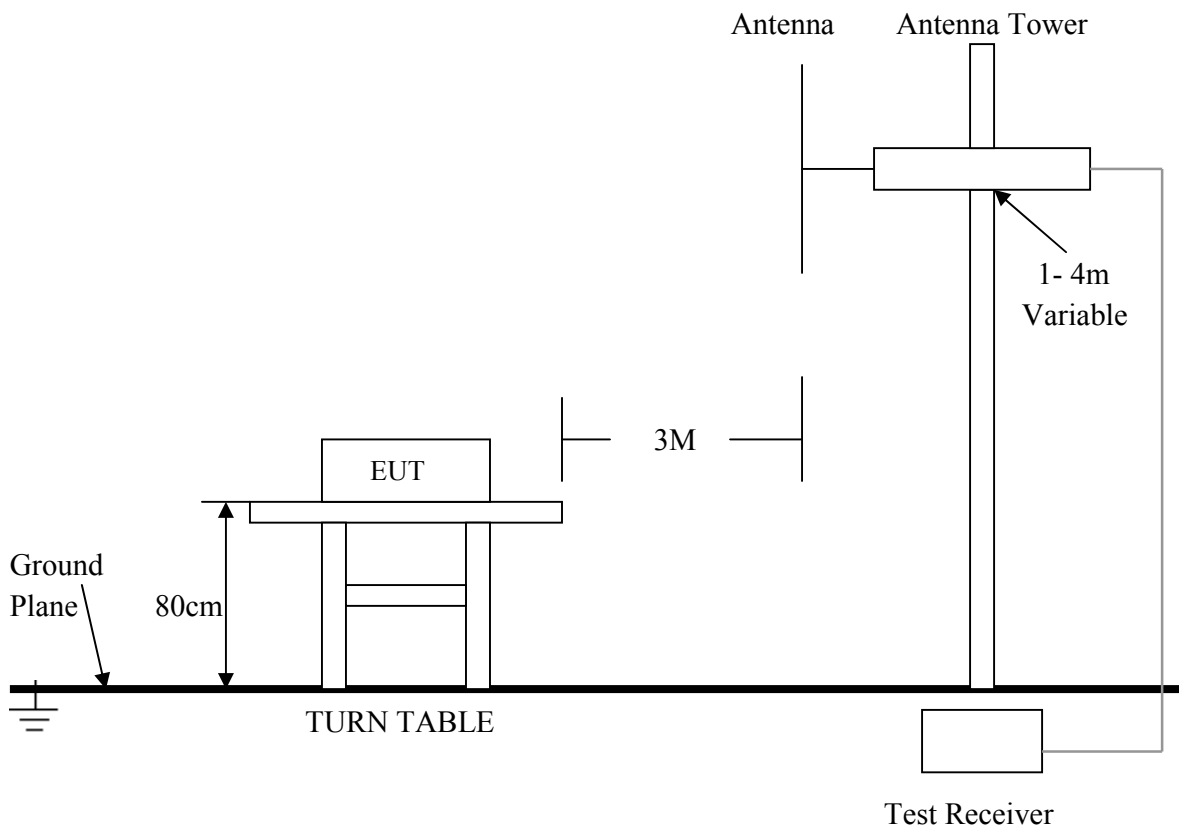 Antenna
Antenna Tower
1- 4m
Variable
3M
EUT
Ground
Plane
80cm
TURN TABLE
Test Receiver